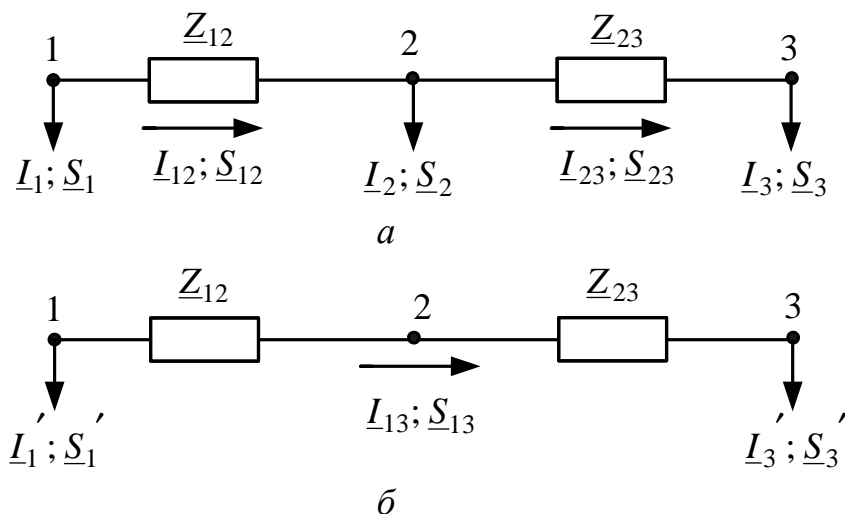 1 Z12 2 Z23 3
I1; S1 I12; S12 I2; S2 I23; S23 I3; S3
а
1 Z12 2 Z23 3
I1′; S1′ I13; S13 I3′; S3′
б